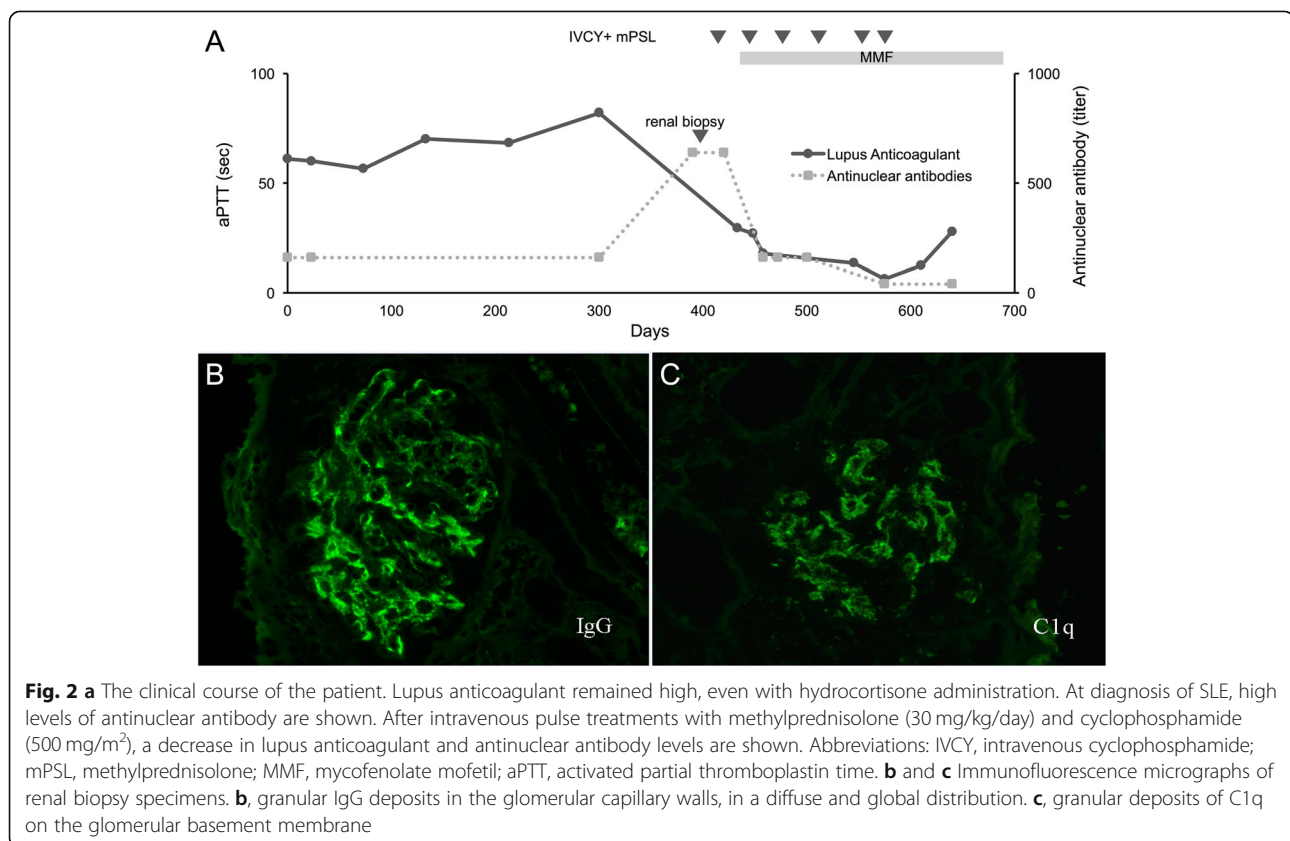 A
IVCY+ mPSL
MMF
100
1000
renal biopsy
Lupus Anticoagulant
Antinuclear antibodies
aPTT (sec)
50
500
Antinuclear antibody (titer)
0
0
0 100 200 300 400 500 600 700
Days
B
IgG
C
C1q
Fig. 2 a The clinical course of the patient. Lupus anticoagulant remained high, even with hydrocortisone administration. At diagnosis of SLE, high
levels of antinuclear antibody are shown. After intravenous pulse treatments with methylprednisolone (30 mg/kg/day) and cyclophosphamide
(500 mg/m²), a decrease in lupus anticoagulant and antinuclear antibody levels are shown. Abbreviations: IVCY, intravenous cyclophosphamide;
mPSL, methylprednisolone; MMF, mycofenolate mofetil; aPTT, activated partial thromboplastin time. b and c Immunofluorescence micrographs of
renal biopsy specimens. b, granular IgG deposits in the glomerular capillary walls, in a diffuse and global distribution. c, granular deposits of C1q
on the glomerular basement membrane